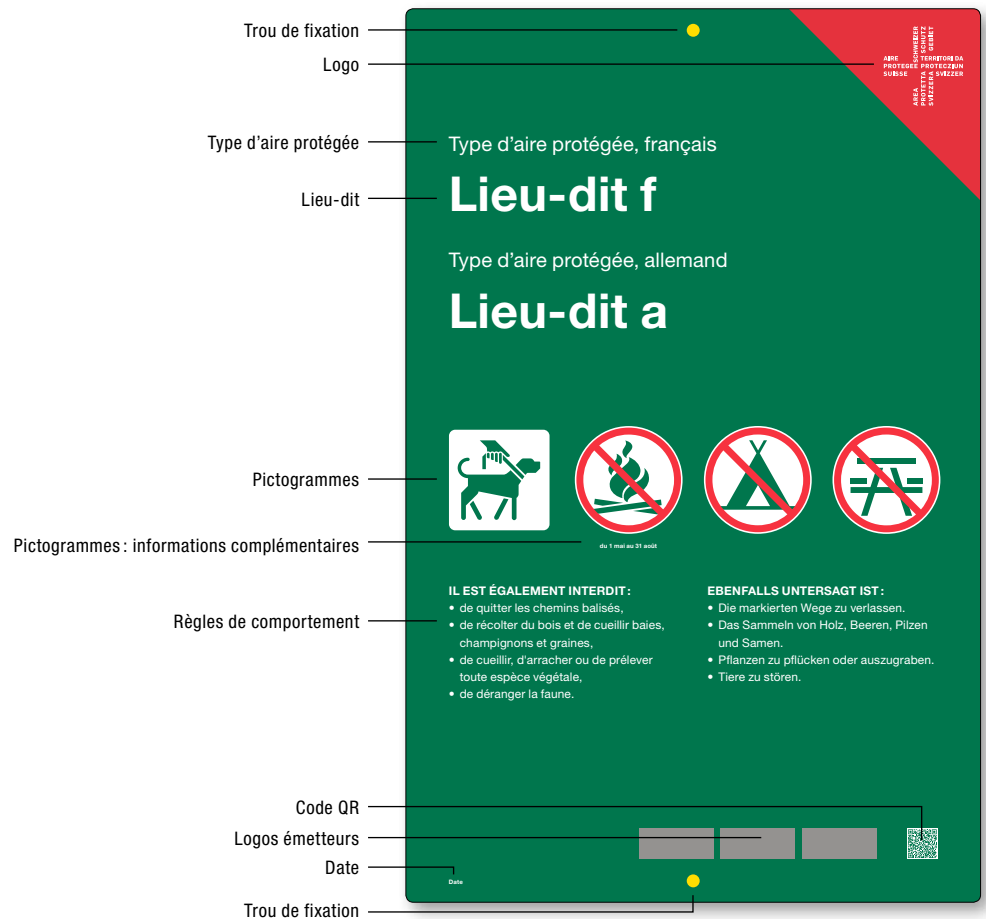 Trou de fixation
Logo
AIRE
PROTEGEE
SUISSE
SCHWEIZER
SCHUTZ
GEBIET
TERRITORI DA
PROTECZIUN
SVIZZER
AREA
PROTETTA
SVIZZERA
Type d’aire protégée
Type d’aire protégée, français
Lieu-dit
Lieu-dit f
Type d’aire protégée, allemand
Lieu-dit a
Pictogrammes
Pictogrammes : informations complémentaires
du 1 mai au 31 août
Règles de comportement
IL EST ÉGALEMENT INTERDIT :
• de quitter les chemins balisés,
• de récolter du bois et de cueillir baies,
champignons et graines,
• de cueillir, d'arracher ou de prélever
toute espèce végétale,
• de déranger la faune.
EBENFALLS UNTERSAGT IST :
• Die markierten Wege zu verlassen.
• Das Sammeln von Holz, Beeren, Pilzen
und Samen.
• Pflanzen zu pflücken oder auszugraben.
• Tiere zu stören.
Code QR
Logos émetteurs
Date
Date
Trou de fixation